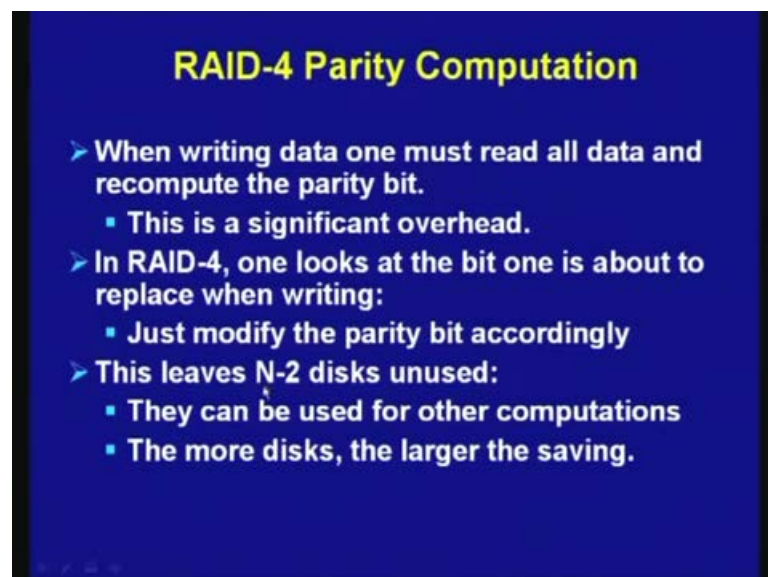 RAID-4 Parity Computation
➢ When writing data one must read all data and
recompute the parity bit.
▪ This is a significant overhead.
➢ In RAID-4, one looks at the bit one is about to
replace when writing:
▪ Just modify the parity bit accordingly
➢ This leaves N-2 disks unused:
▪ They can be used for other computations
▪ The more disks, the larger the saving.